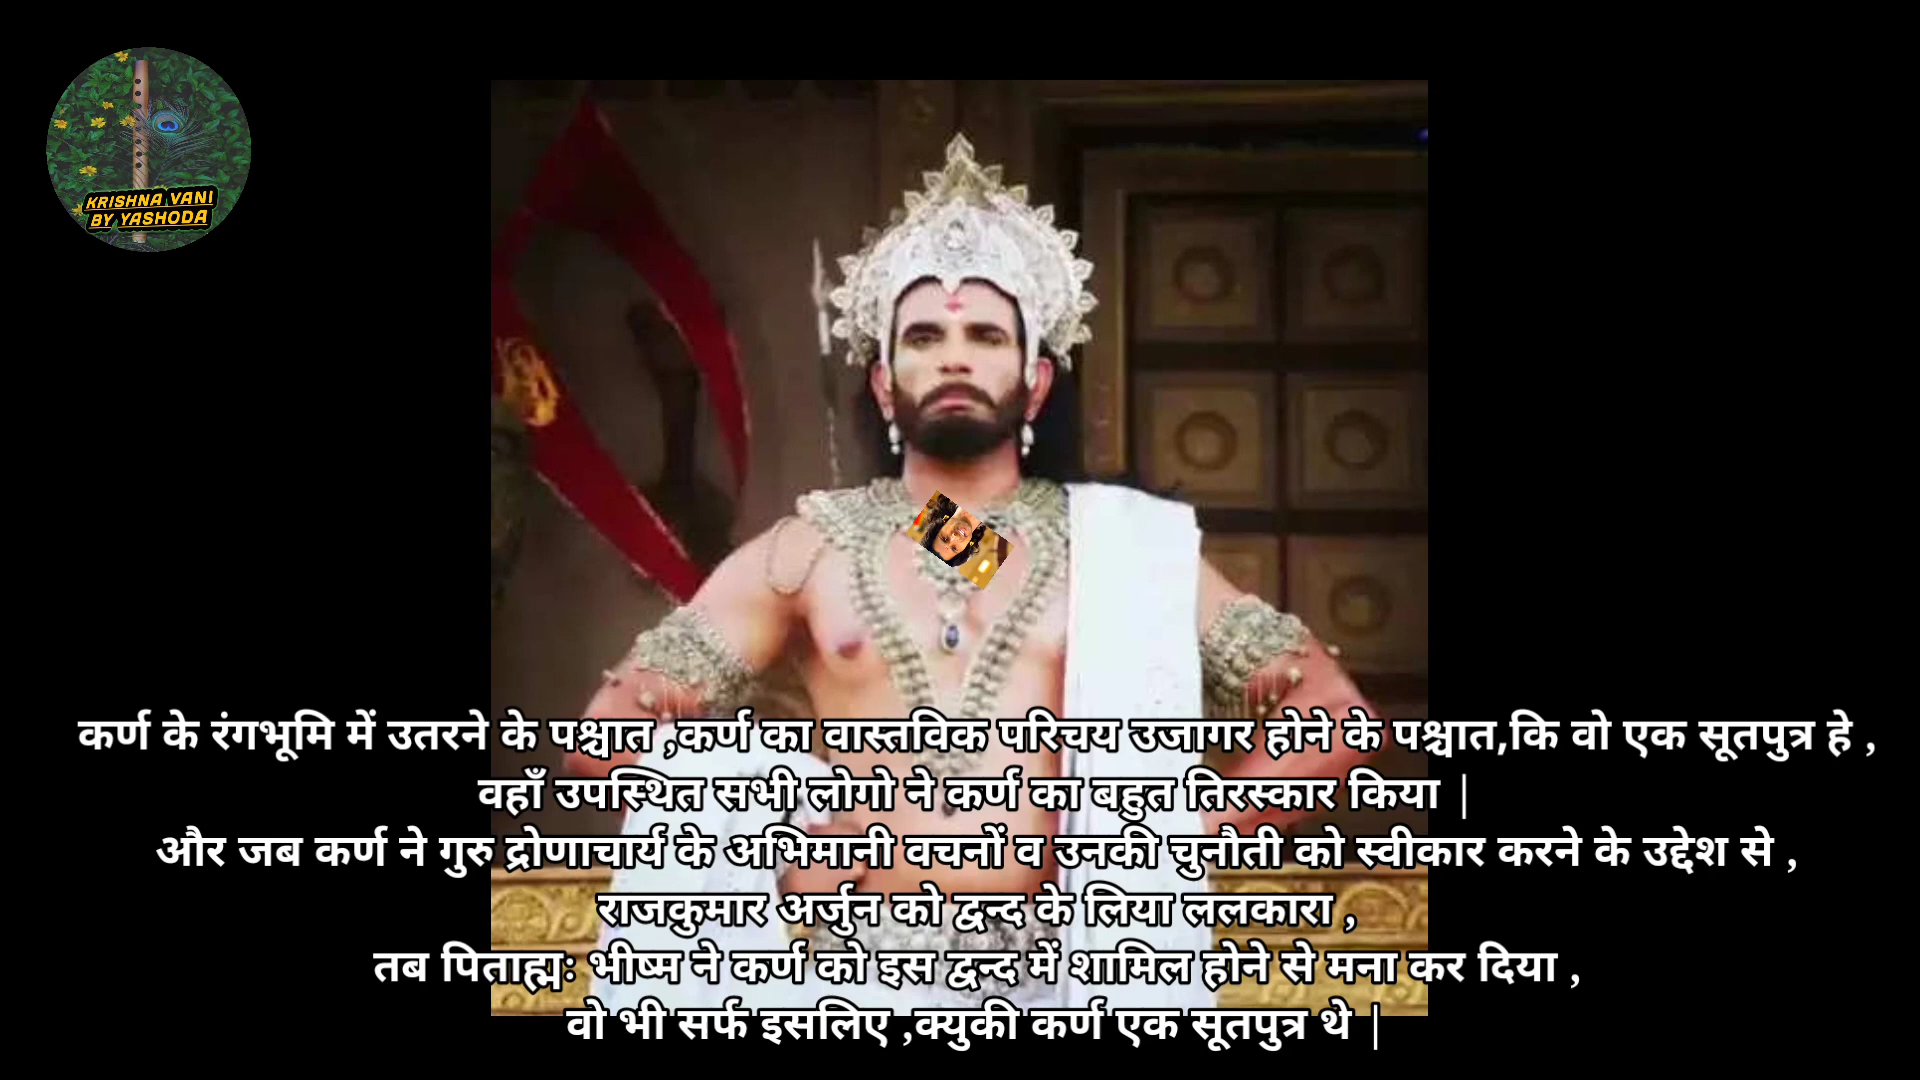 KRISHNA VANI
BY YASHODA
कर्ण के रंगभूमि में उतरने के पश्चात ,कर्ण का वास्तविक परिचय उजागर होने के पश्चात,कि वो एक सूतपुत्र हे ,
वहाँ उपस्थित सभी लोगो ने कर्ण का बहुत तिरस्कार किया |
और जब कर्ण ने गुरु द्रोणाचार्य के अभिमानी वचनों व उनकी चुनौती को स्वीकार करने के उद्देश से ,
राजकुमार अर्जुन को द्वन्द के लिया ललकारा ,
तब पिताह्मः भीष्म ने कर्ण को इस द्वन्द में शामिल होने से मना कर दिया ,
वो भी सर्फ इसलिए ,क्युकी कर्ण एक सूतपुत्र थे |